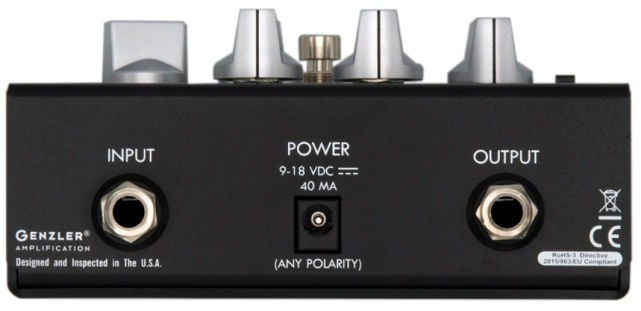 INPUT
POWER
9-18 VDC
40 MA
(ANY POLARITY)
OUTPUT
GENZLER®
AMPLIFICATION
Designed and Inspected in The U.S.A.
CE
RoHS-3 Directive
2015/863/EU Compliant